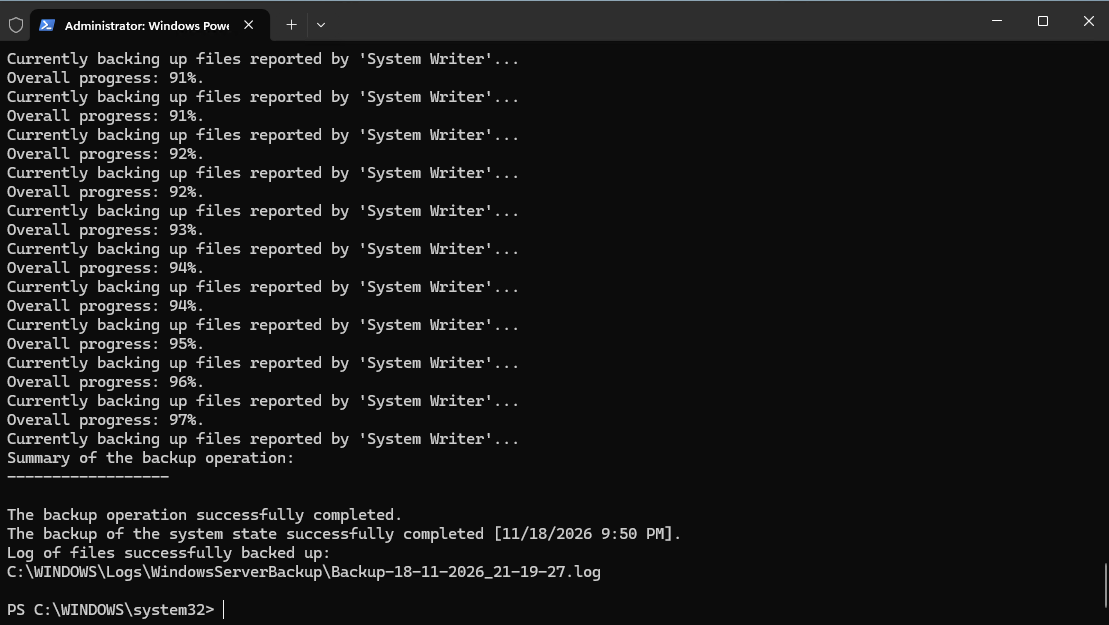 Administrator: Windows Powe
Currently backing up files reported by 'System Writer'...
Overall progress: 91%.
Currently backing up files reported by 'System Writer'...
Overall progress: 91%.
Currently backing up files reported by 'System Writer'...
Overall progress: 92%.
Currently backing up files reported by 'System Writer'...
Overall progress: 92%.
Currently backing up files reported by 'System Writer'...
Overall progress: 93%.
Currently backing up files reported by 'System Writer'...
Overall progress: 94%.
Currently backing up files reported by 'System Writer'...
Overall progress: 94%.
Currently backing up files reported by 'System Writer'...
Overall progress: 95%.
Currently backing up files reported by 'System Writer'...
Overall progress: 96%.
Currently backing up files reported by 'System Writer'...
Overall progress: 97%.
Currently backing up files reported by 'System Writer'...
Summary of the backup operation:
------------------
The backup operation successfully completed.
The backup of the system state successfully completed [11/18/2026 9:50 PM].
Log of files successfully backed up:
C:\WINDOWS\Logs\WindowsServerBackup\Backup-18-11-2026_21-19-27.log
PS C:\WINDOWS\system32>